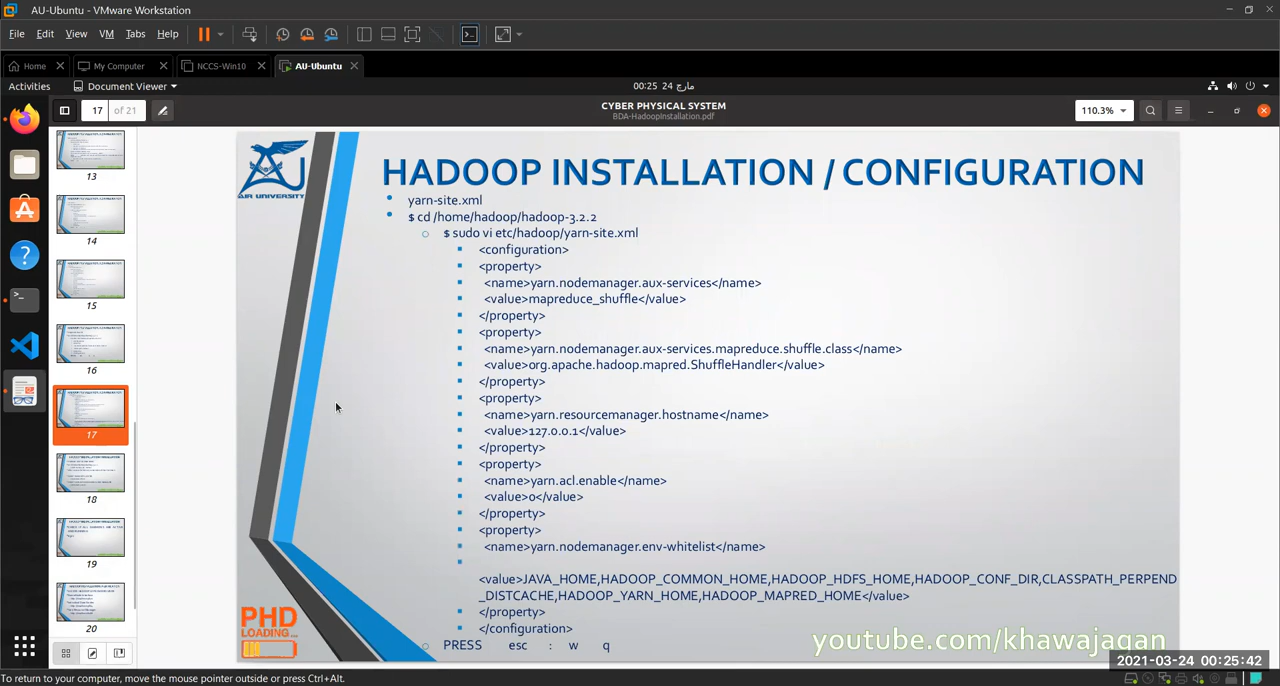 AU-Ubuntu - VMware Workstation
File Edit View VM Tabs Help
Home My Computer NCCS-Win10 AU-Ubuntu
Activities Document Viewer 00:25 24 مارچ
17 of 21 CYBER PHYSICAL SYSTEM 110.3%
BDA-HadoopInstallation.pdf
13
14
15
16
17
18
19
20
AIR UNIVERSITY
HADOOP INSTALLATION / CONFIGURATION
yarn-site.xml
$ cd /home/hadoop/hadoop-3.2.2
$ sudo vi etc/hadoop/yarn-site.xml
<configuration>
<property>
<name>yarn.nodemanager.aux-services</name>
<value>mapreduce_shuffle</value>
</property>
<property>
<name>yarn.nodemanager.aux-services.mapreduce.shuffle.class</name>
<value>org.apache.hadoop.mapred.ShuffleHandler</value>
</property>
<property>
<name>yarn.resourcemanager.hostname</name>
<value>127.0.0.1</value>
</property>
<property>
<name>yarn.acl.enable</name>
<value>0</value>
</property>
<property>
<name>yarn.nodemanager.env-whitelist</name>
<value>JAVA_HOME,HADOOP_COMMON_HOME,HADOOP_HDFS_HOME,HADOOP_CONF_DIR,CLASSPATH_PERPEND
_DISTCACHE,HADOOP_YARN_HOME,HADOOP_MAPRED_HOME</value>
</property>
</configuration>
PRESS esc : w q
PHD
LOADING...
youtube.com/khawajagan
2021-03-24 00:25:42
To return to your computer, move the mouse pointer outside or press Ctrl+Alt.